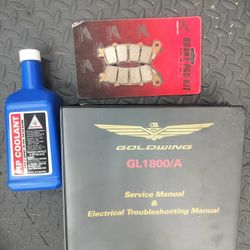 BRAKE PAD KIT
HP COOLANT
GOLDWING
GL1800/A
Service Manual &
Electrical Troubleshooting Manual